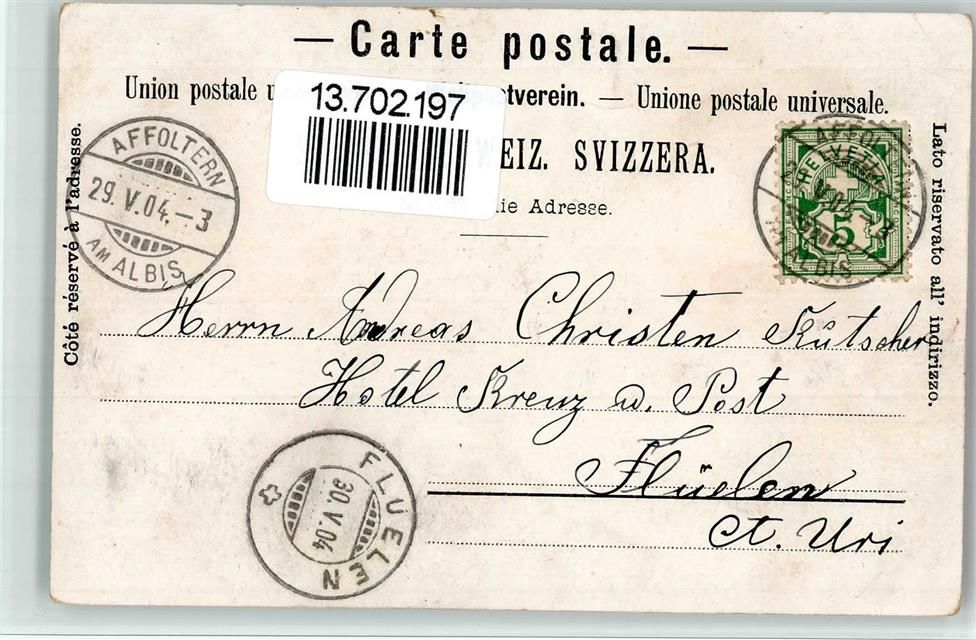 — Carte postale. —
Union postale u
tverein. — Unione postale universale.
13.702.197
EIZ. SVIZZERA.
ie Adresse.
Côté réservé à l'adresse.
Lato riservato all' indirizzo.
AFFOLTERN
29. V. 04. – 3
AM ALBIS
HELVETIA
5
ALBIS
Herrn Andreas Christen Kutscher
Hotel Kreuz u. Post
Flüelen
Ct. Uri
FLUELEN
30. V. 04